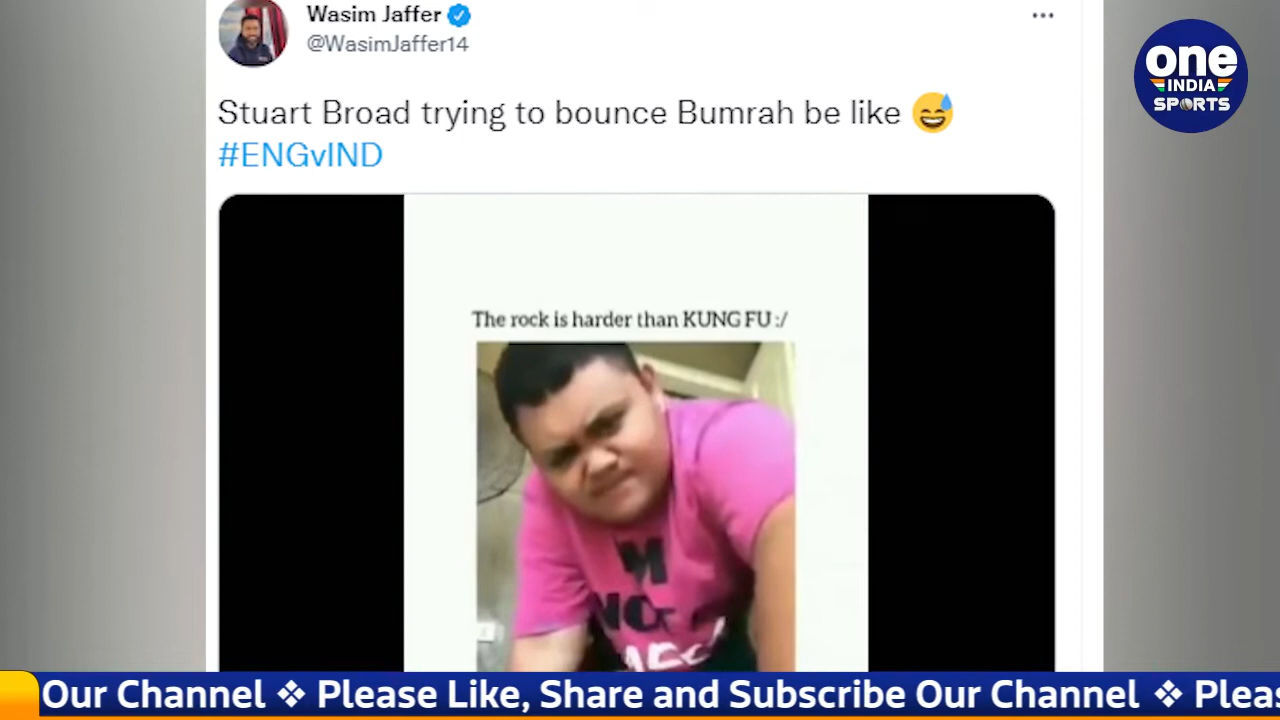 Wasim Jaffer
@WasimJaffer14
Stuart Broad trying to bounce Bumrah be like 😅
#ENGvIND
one
INDIA
SPORTS
The rock is harder than KUNG FU :/
M
NOT
Our Channel ❖ Please Like, Share and Subscribe Our Channel ❖ Pleas